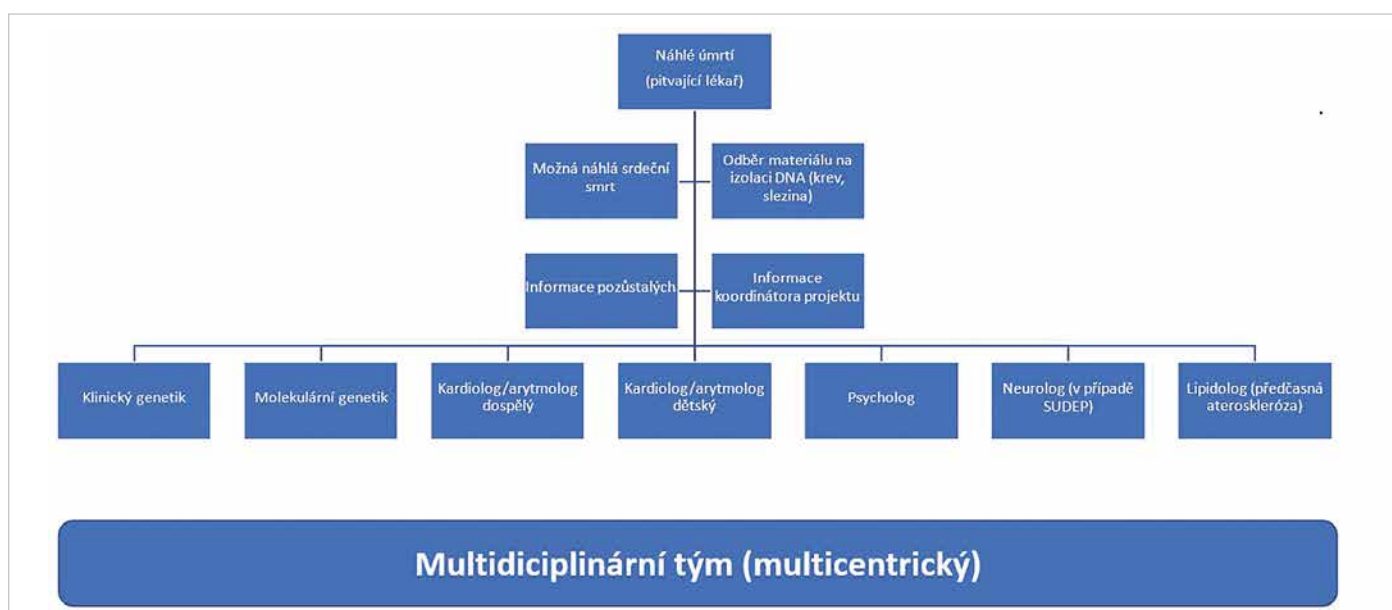 Náhlé úmrtí
(pitvající lékař)
Možná náhlá srdeční
smrt
Odběr materiálu na
izolaci DNA (krev,
slezina)
Informace pozůstalých
Informace
koordinátora projektu
Klinický genetik
Molekulární genetik
Kardiolog/arytmolog
dospělý
Kardiolog/arytmolog
dětský
Psycholog
Neurolog (v případě
SUDEP)
Lipidolog (předčasná
ateroskleróza)
Multidiciplinární tým (multicentrický)